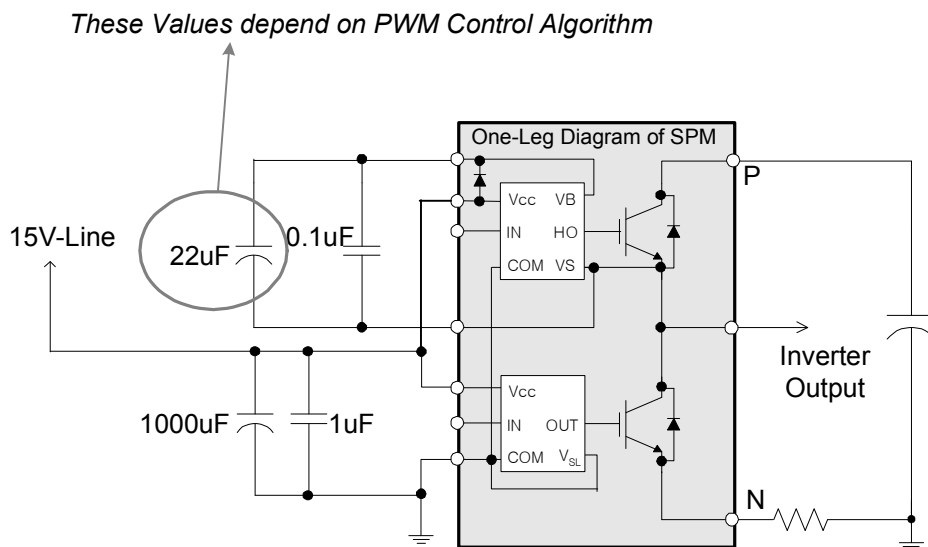 These Values depend on PWM Control Algorithm
One-Leg Diagram of SPM
P
Vcc VB
15V-Line
22uF
0.1uF
IN HO
COM VS
Inverter
Output
Vcc
1000uF
1uF
IN OUT
COM VSL
N